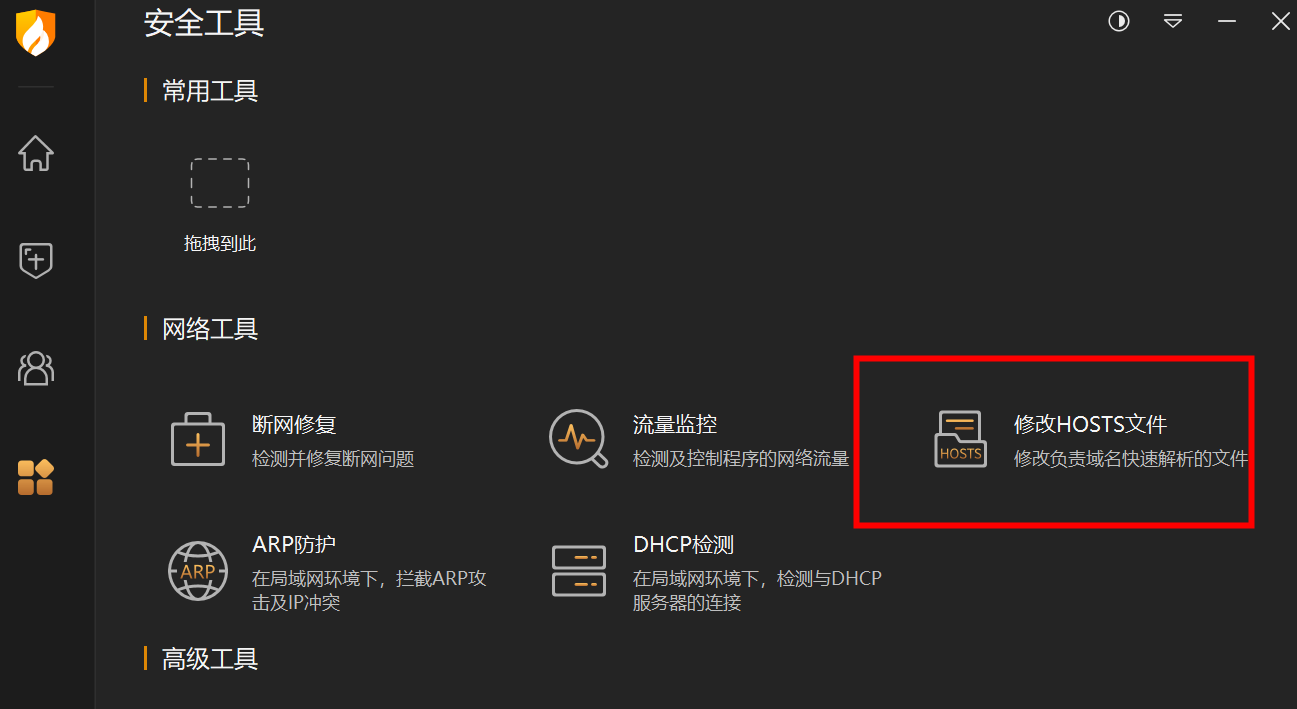 安全工具
常用工具
拖拽到此
网络工具
断网修复
检测并修复断网问题
流量监控
检测及控制程序的网络流量
HOSTS
修改HOSTS文件
修改负责域名快速解析的文件
ARP
ARP防护
在局域网环境下，拦截ARP攻
击及IP冲突
DHCP检测
在局域网环境下，检测与DHCP
服务器的连接
高级工具